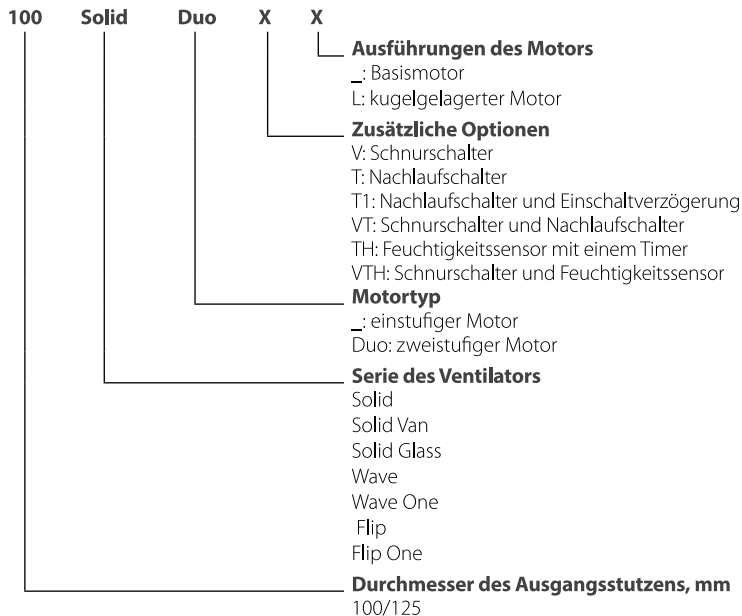 100 Solid Duo X X
Ausführungen des Motors
_: Basismotor
L: kugelgelagerter Motor
Zusätzliche Optionen
V: Schnurschalter
T: Nachlaufschalter
T1: Nachlaufschalter und Einschaltverzögerung
VT: Schnurschalter und Nachlaufschalter
TH: Feuchtigkeitssensor mit einem Timer
VTH: Schnurschalter und Feuchtigkeitssensor
Motortyp
_: einstufiger Motor
Duo: zweistufiger Motor
Serie des Ventilators
Solid
Solid Van
Solid Glass
Wave
Wave One
Flip
Flip One
Durchmesser des Ausgangsstutzens, mm
100/125